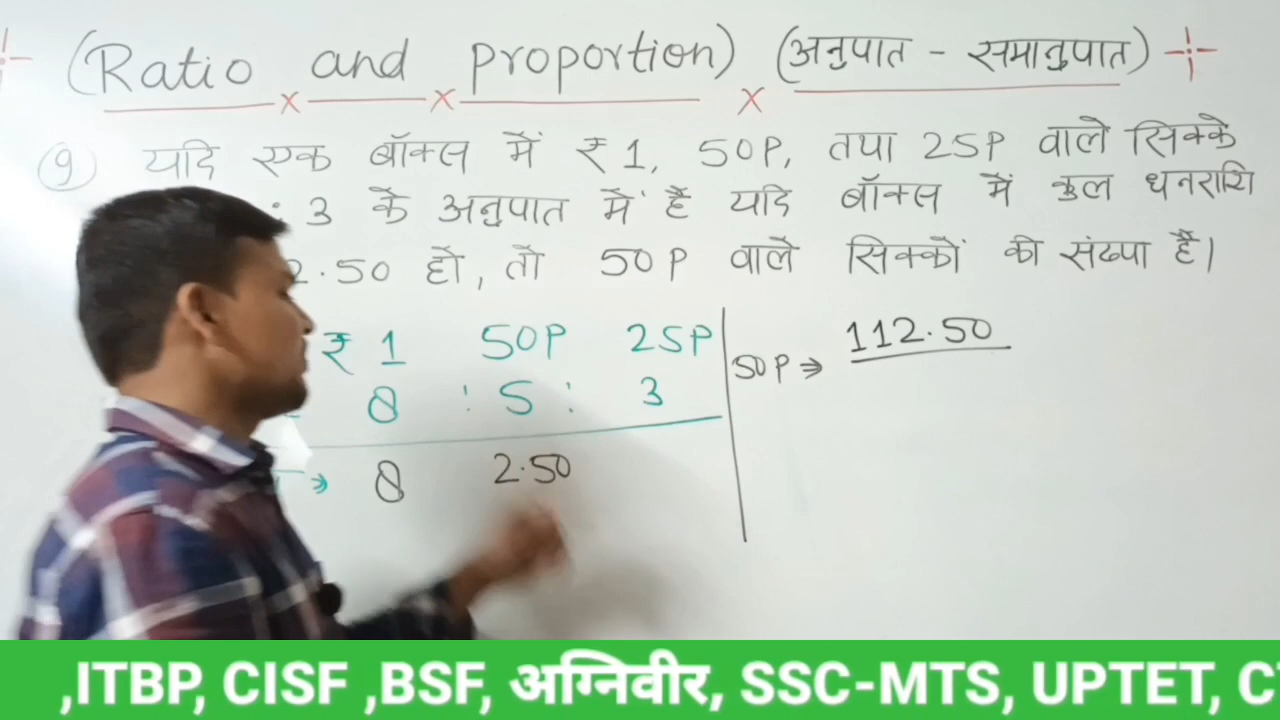 (Ratio and proportion) (अनुपात - समानुपात)
9 यदि एक बॉक्स में ₹1, 50P, तथा 25P वाले सिक्के
: 3 के अनुपात में हैं यदि बॉक्स में कुल धनराशि
2.50 हो, तो 50P वाले सिक्कों की संख्या है।
₹ 1 50P 25P
8 : 5 : 3
→ 8 2.50
112.50
50P ⇒
,ITBP, CISF ,BSF, अग्निवीर, SSC-MTS, UPTET,